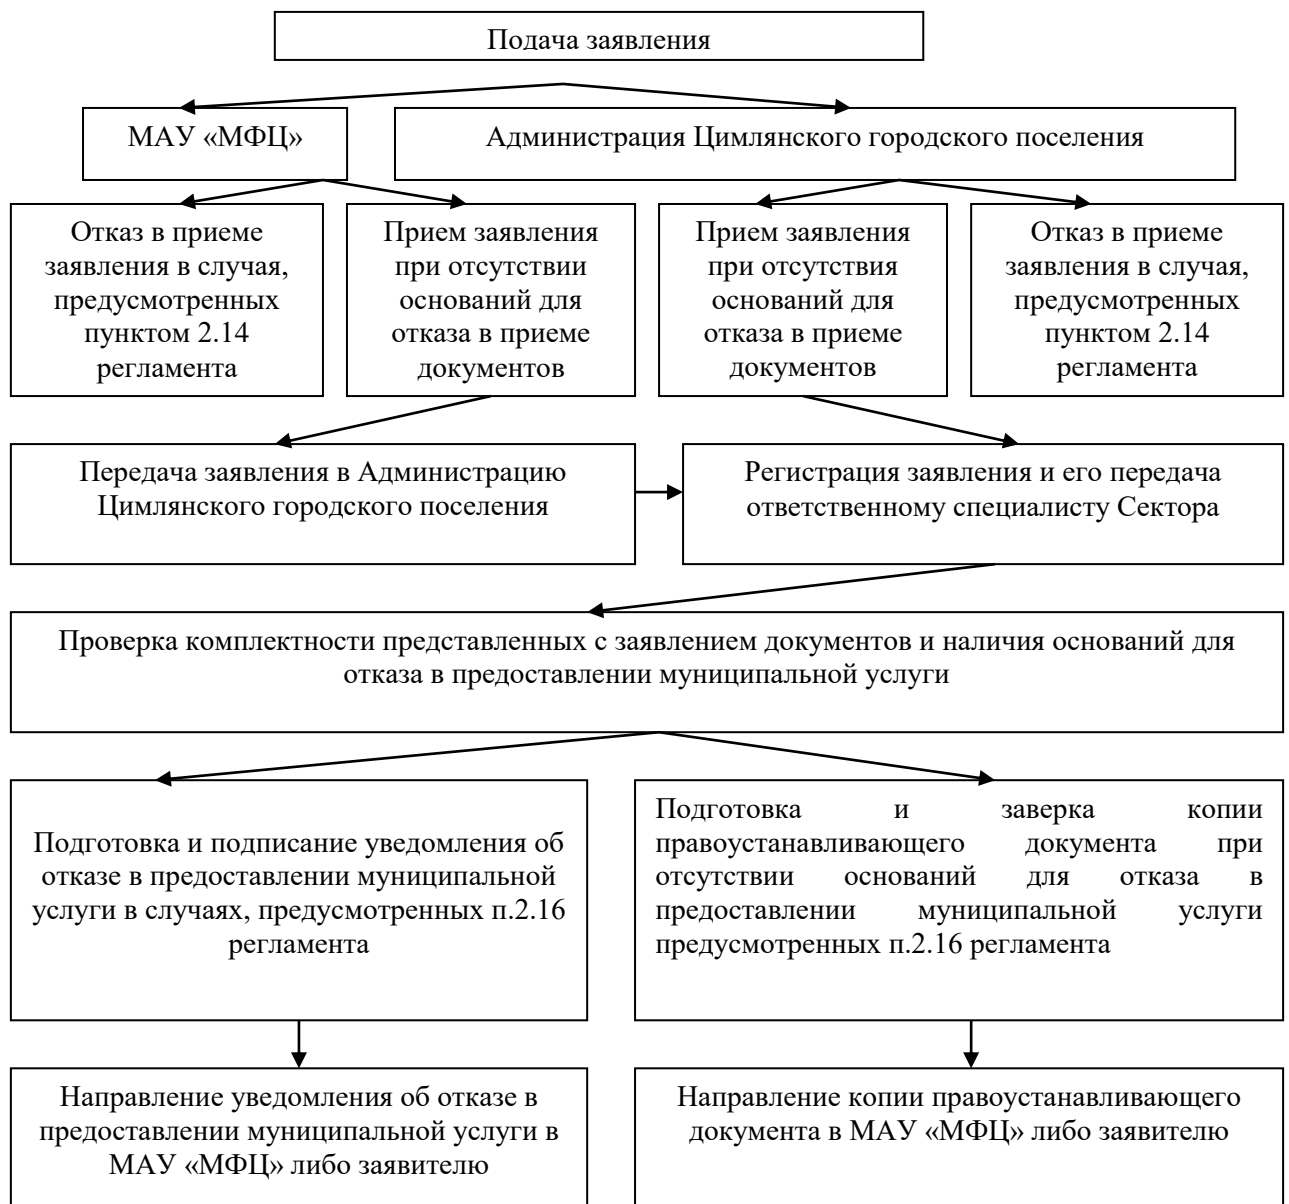 Подача заявления
МАУ «МФЦ»
Администрация Цимлянского городского поселения
Отказ в приеме
заявления в случая,
предусмотренных
пунктом 2.14
регламента
Прием заявления
при отсутствии
оснований для
отказа в приеме
документов
Прием заявления
при отсутствия
оснований для
отказа в приеме
документов
Отказ в приеме
заявления в случая,
предусмотренных
пунктом 2.14
регламента
Передача заявления в Администрацию
Цимлянского городского поселения
Регистрация заявления и его передача
ответственному специалисту Сектора
Проверка комплектности представленных с заявлением документов и наличия оснований для
отказа в предоставлении муниципальной услуги
Подготовка и подписание уведомления об
отказе в предоставлении муниципальной
услуги в случаях, предусмотренных п.2.16
регламента
Подготовка и заверка копии
правоустанавливающего документа при
отсутствии оснований для отказа в
предоставлении муниципальной услуги
предусмотренных п.2.16 регламента
Направление уведомления об отказе в
предоставлении муниципальной услуги в
МАУ «МФЦ» либо заявителю
Направление копии правоустанавливающего
документа в МАУ «МФЦ» либо заявителю